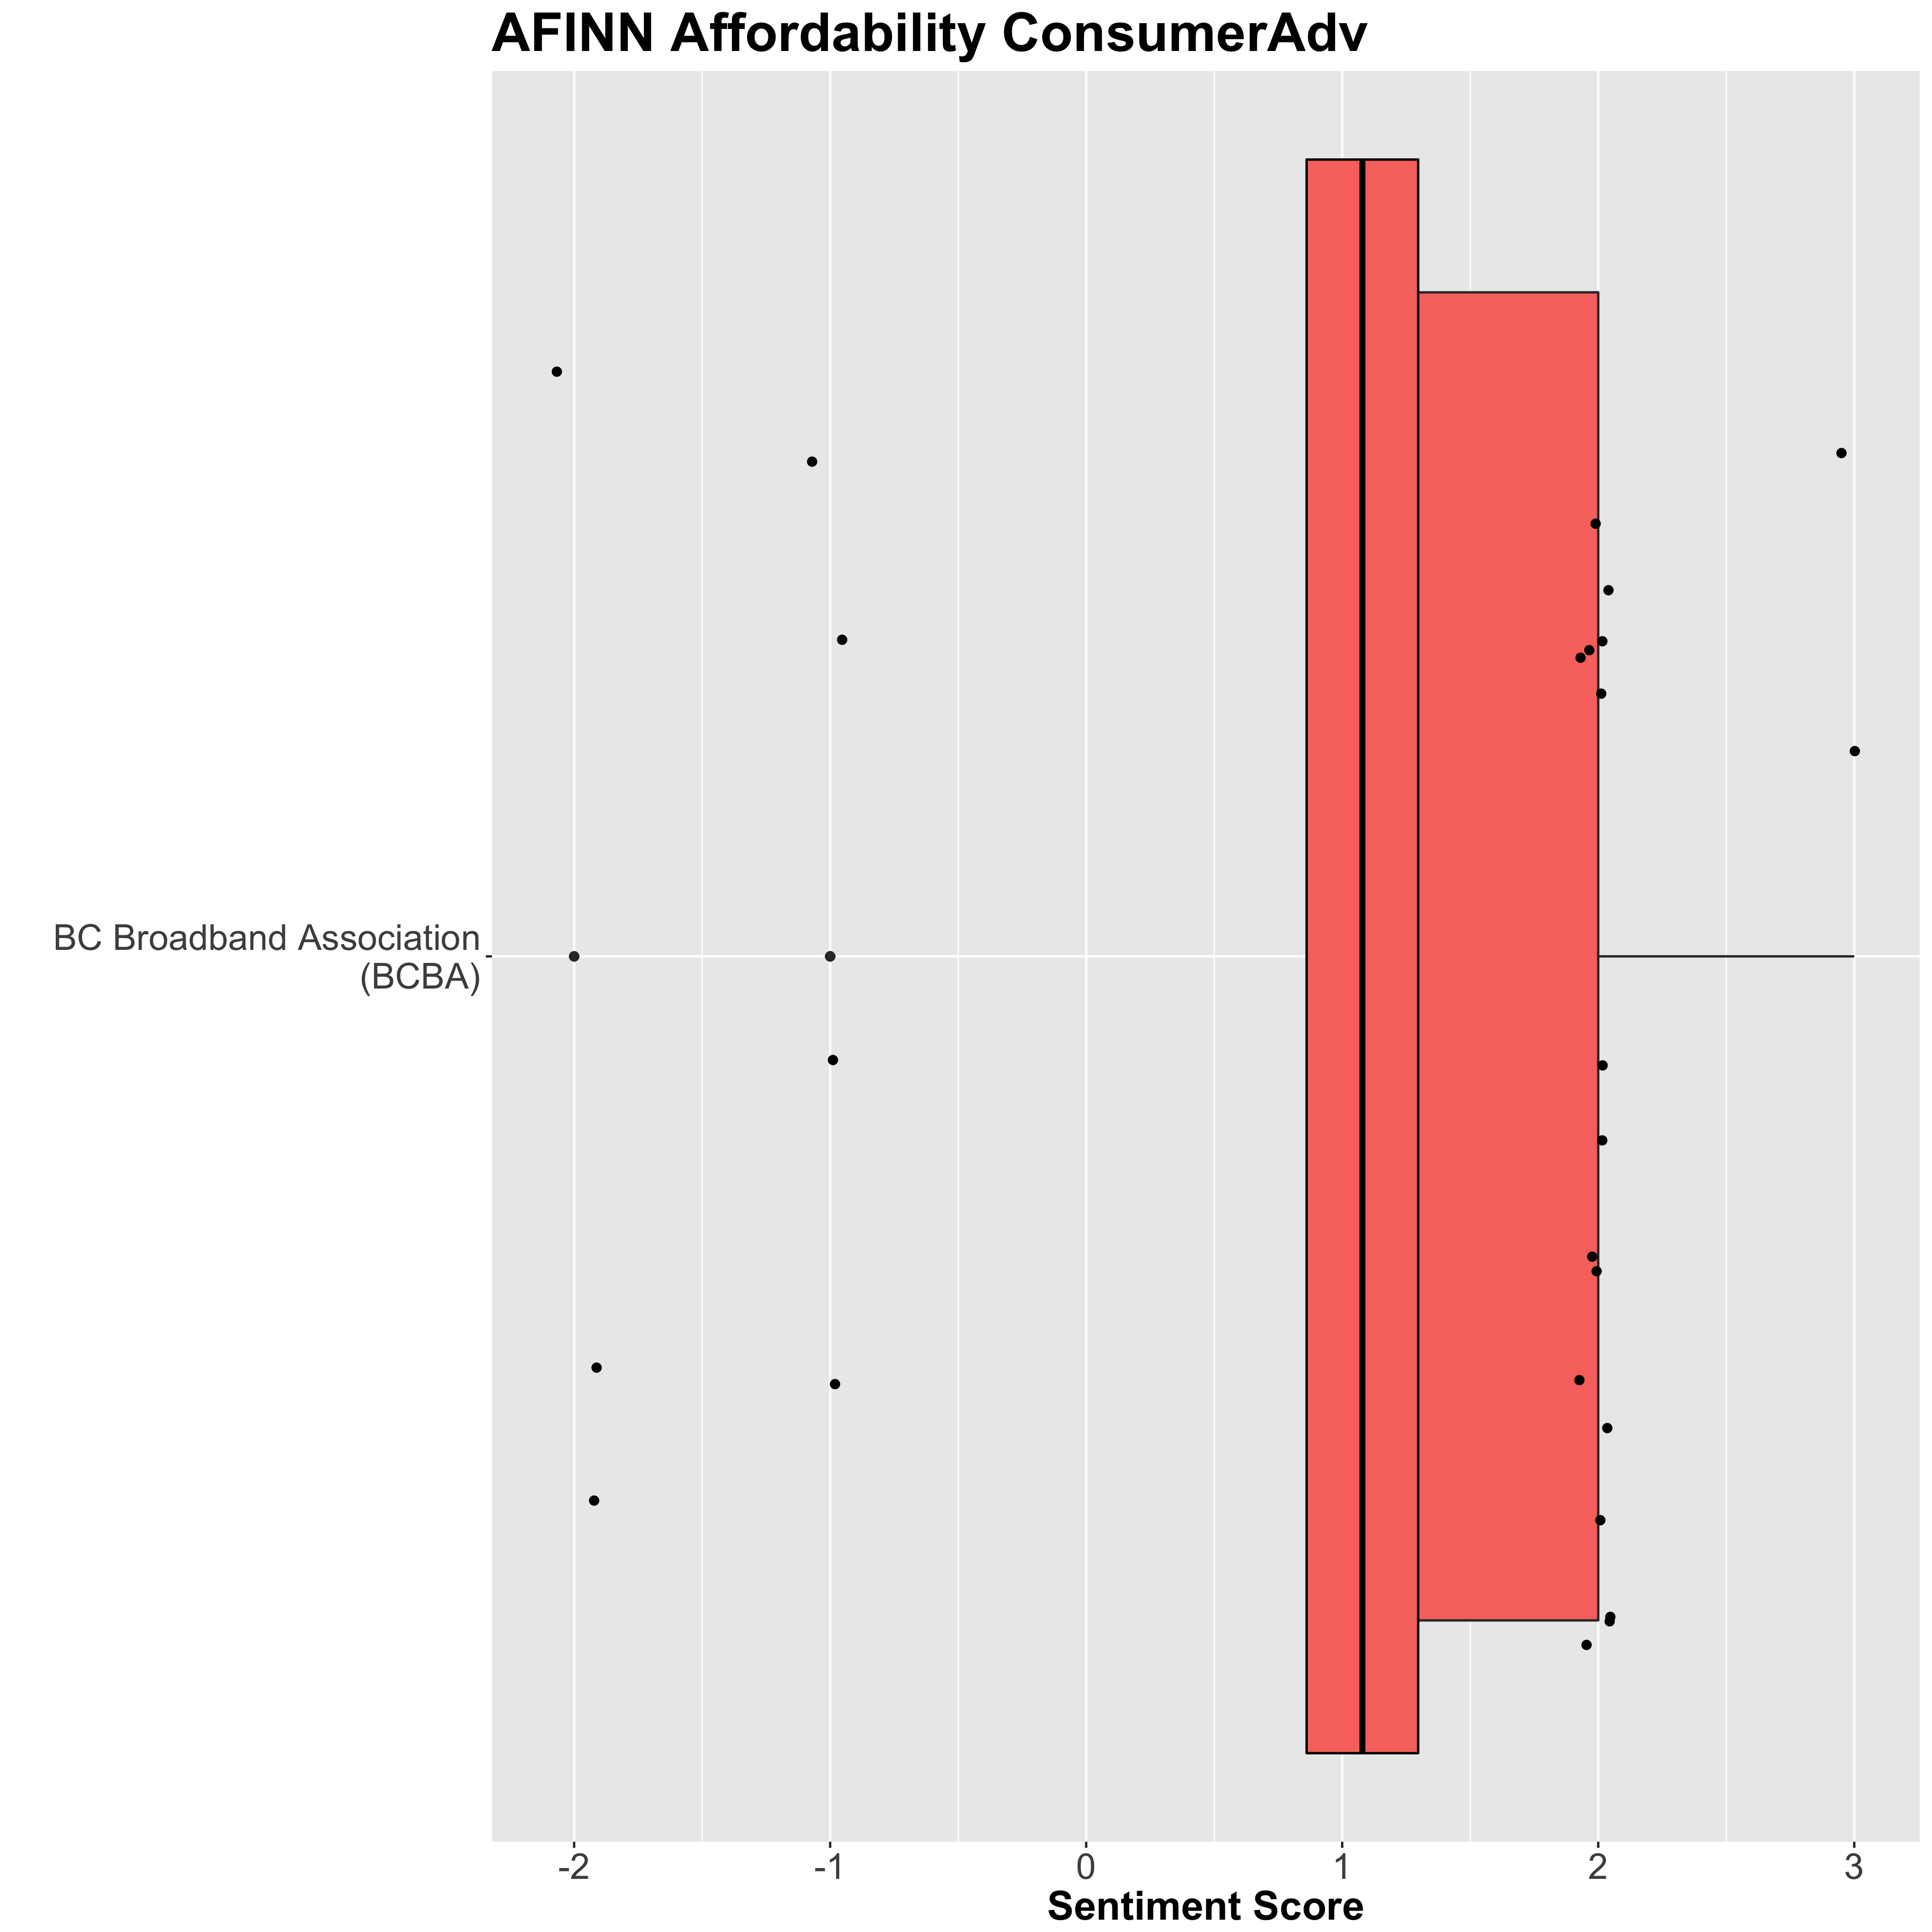 AFINN Affordability ConsumerAdv
BC Broadband Association
(BCBA)
-2 -1 0 1 2 3
Sentiment Score